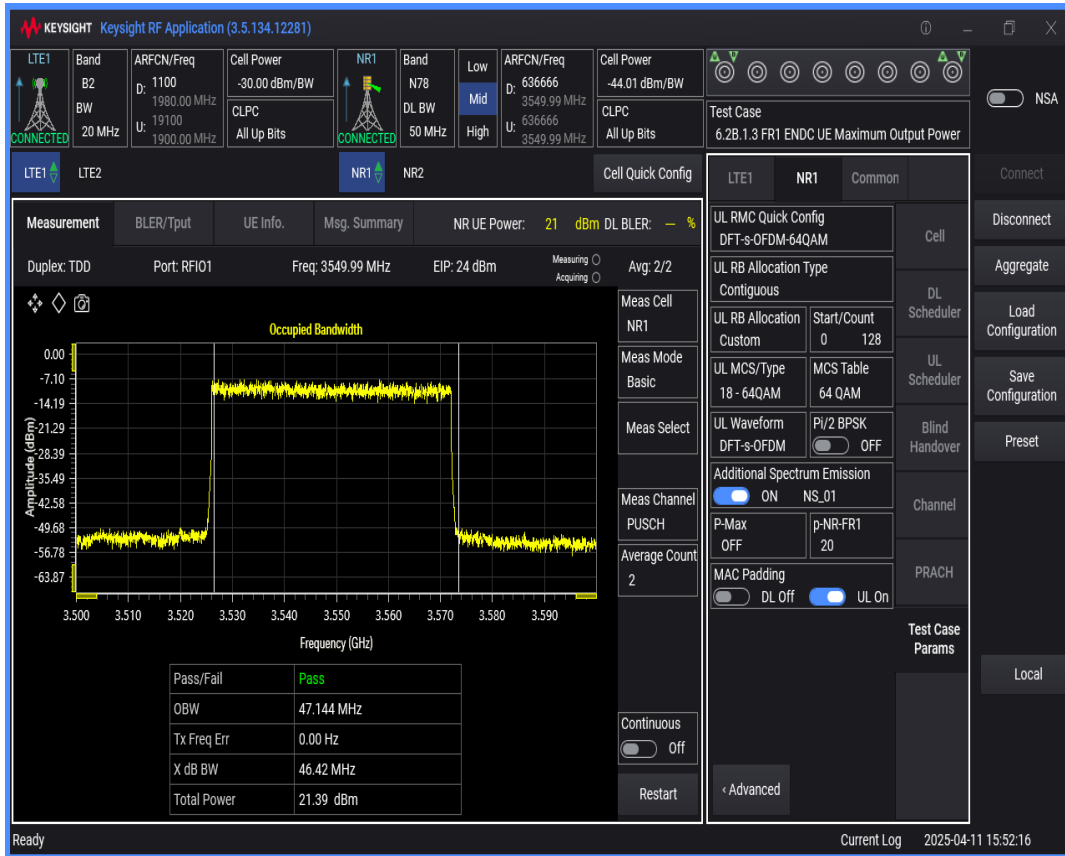 KEYSIGHT Keysight RF Application (3.5.134.12281)
LTE1 Band ARFCN/Freq Cell Power NR1 Band Low ARFCN/Freq Cell Power
B2 D: 1100 -30.00 dBm/BW N78 D: 636666 -44.01 dBm/BW
1980.00 MHz Mid 3549.99 MHz
BW U: 19100 CLPC DL BW U: 636666 CLPC Test Case
CONNECTED 20 MHz 1900.00 MHz All Up Bits CONNECTED 50 MHz High 3549.99 MHz All Up Bits 6.2B.1.3 FR1 ENDC UE Maximum Output Power
NSA
LTE1 LTE2 NR1 NR2 Cell Quick Config
LTE1 NR1 Common
Connect
Measurement BLER/Tput UE Info. Msg. Summary NR UE Power: 21 dBm DL BLER: — %
Duplex: TDD Port: RFIO1 Freq: 3549.99 MHz EIP: 24 dBm Measuring Acquiring Avg: 2/2
Occupied Bandwidth
Amplitude (dBm)
0.00
-7.10
-14.19
-21.29
-28.39
-35.49
-42.58
-49.68
-56.78
-63.87
3.500 3.510 3.520 3.530 3.540 3.550 3.560 3.570 3.580 3.590
Frequency (GHz)
Pass/Fail Pass
OBW 47.144 MHz
Tx Freq Err 0.00 Hz
X dB BW 46.42 MHz
Total Power 21.39 dBm
Meas Cell
NR1
Meas Mode
Basic
Meas Select
Meas Channel
PUSCH
Average Count
2
Continuous
Off
Restart
UL RMC Quick Config
DFT-s-OFDM-64QAM
UL RB Allocation Type
Contiguous
UL RB Allocation Start/Count
Custom 0 128
UL MCS/Type MCS Table
18 - 64QAM 64 QAM
UL Waveform Pi/2 BPSK
DFT-s-OFDM OFF
Additional Spectrum Emission
ON NS_01
P-Max p-NR-FR1
OFF 20
MAC Padding
DL Off UL On
< Advanced
Cell
DL
Scheduler
UL
Scheduler
Blind
Handover
Channel
PRACH
Test Case
Params
Disconnect
Aggregate
Load
Configuration
Save
Configuration
Preset
Local
Ready Current Log 2025-04-11 15:52:16